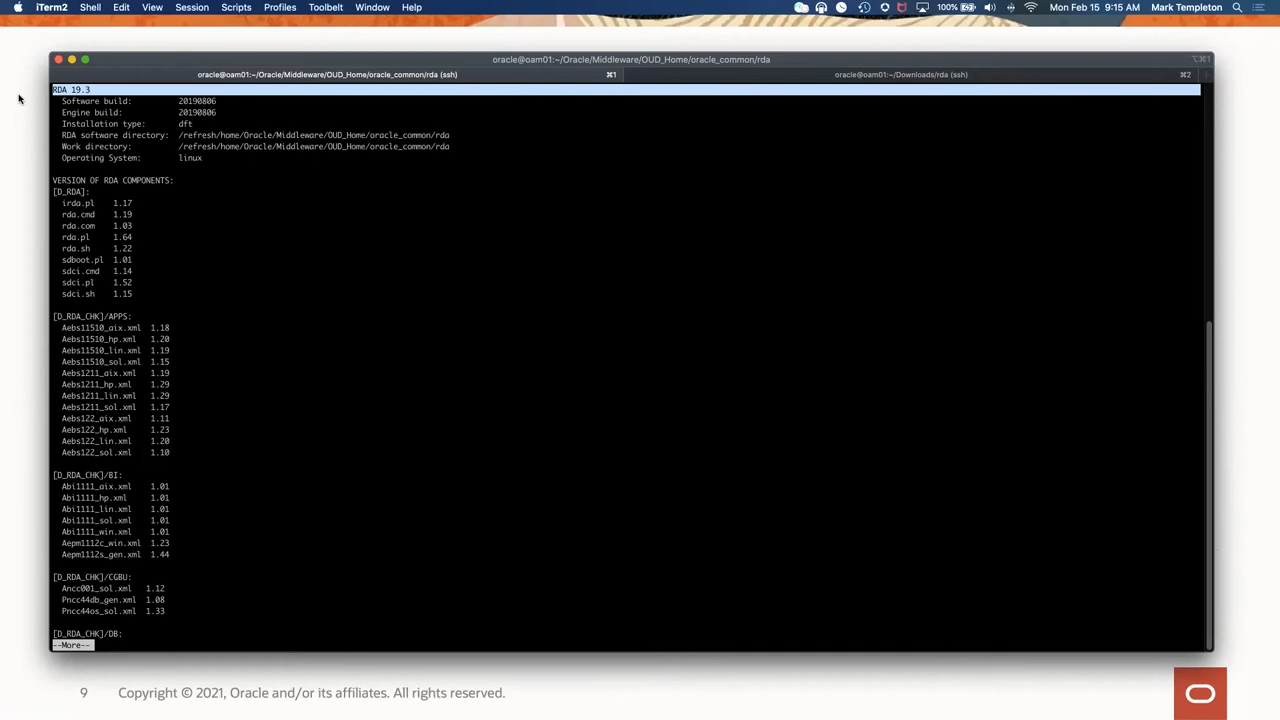 iTerm2 Shell Edit View Session Scripts Profiles Toolbelt Window Help 100% Mon Feb 15 9:15 AM Mark Templeton
oracle@oam01:~/Oracle/Middleware/OUD_Home/oracle_common/rda ⌥⌘1
oracle@oam01:~/Oracle/Middleware/OUD_Home/oracle_common/rda (ssh) ⌘1 oracle@oam01:~/Downloads/rda (ssh) ⌘2
RDA 19.3
Software build: 20190806
Engine build: 20190806
Installation type: dft
RDA software directory: /refresh/home/Oracle/Middleware/OUD_Home/oracle_common/rda
Work directory: /refresh/home/Oracle/Middleware/OUD_Home/oracle_common/rda
Operating System: linux
VERSION OF RDA COMPONENTS:
[D_RDA]:
irda.pl 1.17
rda.cmd 1.19
rda.com 1.03
rda.pl 1.64
rda.sh 1.22
sdboot.pl 1.01
sdci.cmd 1.14
sdci.pl 1.52
sdci.sh 1.15
[D_RDA_CHK]/APPS:
Aebs11510_aix.xml 1.18
Aebs11510_hp.xml 1.20
Aebs11510_lin.xml 1.19
Aebs11510_sol.xml 1.15
Aebs1211_aix.xml 1.19
Aebs1211_hp.xml 1.29
Aebs1211_lin.xml 1.29
Aebs1211_sol.xml 1.17
Aebs122_aix.xml 1.11
Aebs122_hp.xml 1.23
Aebs122_lin.xml 1.20
Aebs122_sol.xml 1.10
[D_RDA_CHK]/BI:
Abi1111_aix.xml 1.01
Abi1111_hp.xml 1.01
Abi1111_lin.xml 1.01
Abi1111_sol.xml 1.01
Abi1111_win.xml 1.01
Aepm1112c_win.xml 1.23
Aepm1112s_gen.xml 1.44
[D_RDA_CHK]/CGBU:
Ancc001_sol.xml 1.12
Pncc44db_gen.xml 1.08
Pncc44os_sol.xml 1.33
[D_RDA_CHK]/DB:
--More--
9 Copyright © 2021, Oracle and/or its affiliates. All rights reserved.